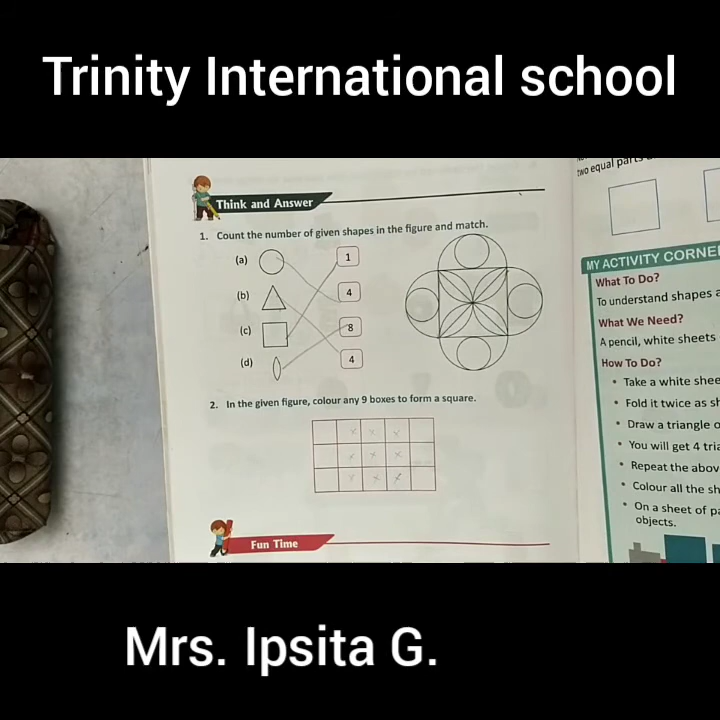 Trinity International school
Think and Answer
1. Count the number of given shapes in the figure and match.
(a)
1
(b)
4
(c)
8
(d)
4
2. In the given figure, colour any 9 boxes to form a square.
Fun Time
two equal parts
MY ACTIVITY CORNE
What To Do?
To understand shapes a
What We Need?
A pencil, white sheets
How To Do?
• Take a white shee
• Fold it twice as sh
• Draw a triangle o
• You will get 4 tria
• Repeat the abov
• Colour all the sh
• On a sheet of pa
objects.
Mrs. Ipsita G.